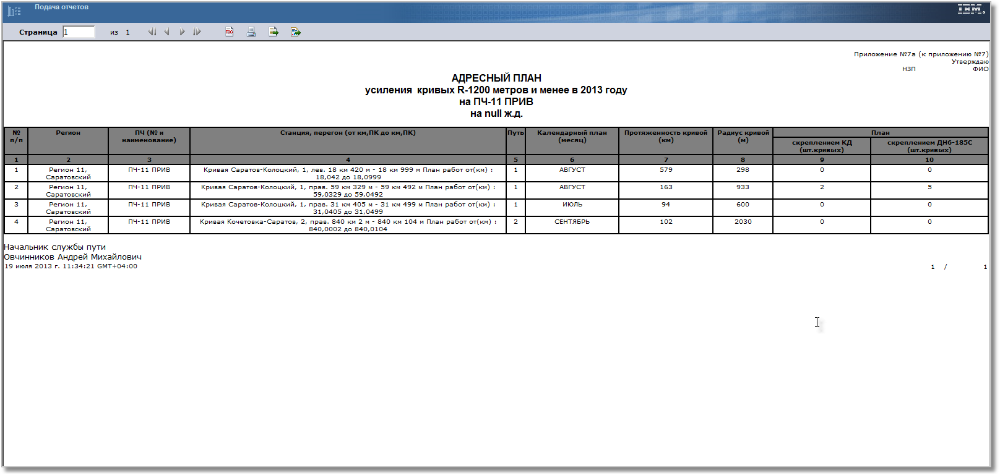 Подача отчетов
IBM.
Страница 1 из 1
TOC
Приложение №7а (к приложению №7)
Утверждаю
НЗП ФИО
АДРЕСНЫЙ ПЛАН
усиления кривых R-1200 метров и менее в 2013 году
на ПЧ-11 ПРИВ
на null ж.д.
№ п/п Регион ПЧ (№ и наименование) Станция, перегон (от км,ПК до км,ПК) Путь Календарный план (месяц) Протяженность кривой (км) Радиус кривой (м) План
скреплением КД (шт.кривых) скреплением ДН6-185С (шт.кривых)
1 2 3 4 5 6 7 8 9 10
1 Регион 11, ПЧ-11 ПРИВ Кривая Саратов-Колоцкий, 1, лев. 18 км 420 м - 18 км 999 м План работ от(км) : 1 АВГУСТ 579 298 0 0
Саратовский 18,042 до 18,0999
2 Регион 11, ПЧ-11 ПРИВ Кривая Саратов-Колоцкий, 1, прав. 59 км 329 м - 59 км 492 м План работ от(км) : 1 АВГУСТ 163 933 2 5
Саратовский 59,0329 до 59,0492
3 Регион 11, ПЧ-11 ПРИВ Кривая Саратов-Колоцкий, 1, прав. 31 км 405 м - 31 км 499 м План работ от(км) : 1 ИЮЛЬ 94 600 0 0
Саратовский 31,0405 до 31,0499
4 Регион 11, ПЧ-11 ПРИВ Кривая Кочетовка-Саратов, 2, прав. 840 км 2 м - 840 км 104 м План работ от(км) : 2 СЕНТЯБРЬ 102 2030 0 0
Саратовский 840,0002 до 840,0104
Начальник службы пути
Овчинников Андрей Михайлович
19 июля 2013 г. 11:34:21 GMT+04:00
1 / 1